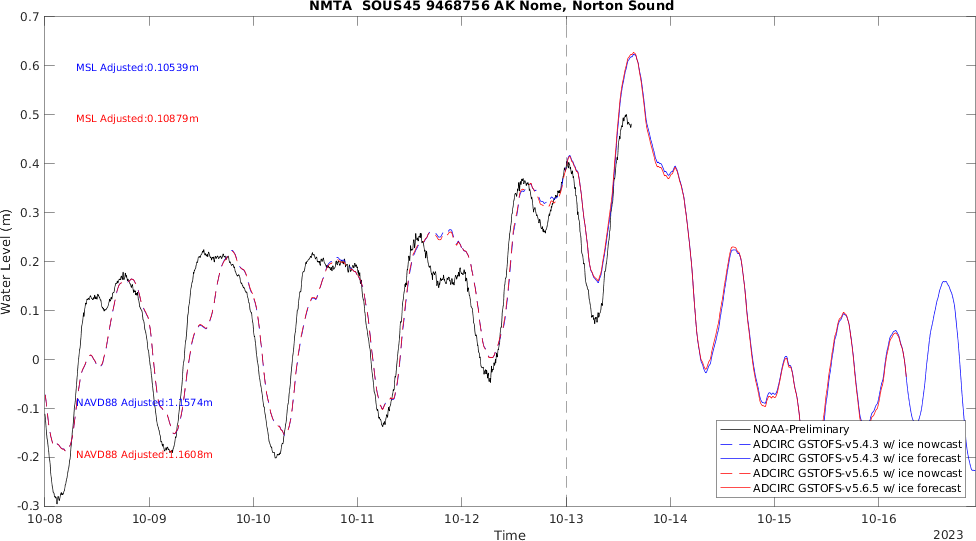 NMTA  SOUS45 9468756 AK Nome, Norton Sound
0.7
0.6
0.5
0.4
0.3
0.2
0.1
0
-0.1
-0.2
-0.3
Water Level (m)
MSL Adjusted:0.10539m
MSL Adjusted:0.10879m
NAVD88 Adjusted:1.1574m
NAVD88 Adjusted:1.1608m
NOAA-Preliminary
ADCIRC GSTOFS-v5.4.3 w/ ice nowcast
ADCIRC GSTOFS-v5.4.3 w/ ice forecast
ADCIRC GSTOFS-v5.6.5 w/ ice nowcast
ADCIRC GSTOFS-v5.6.5 w/ ice forecast
10-08 10-09 10-10 10-11 10-12 10-13 10-14 10-15 10-16
Time
2023